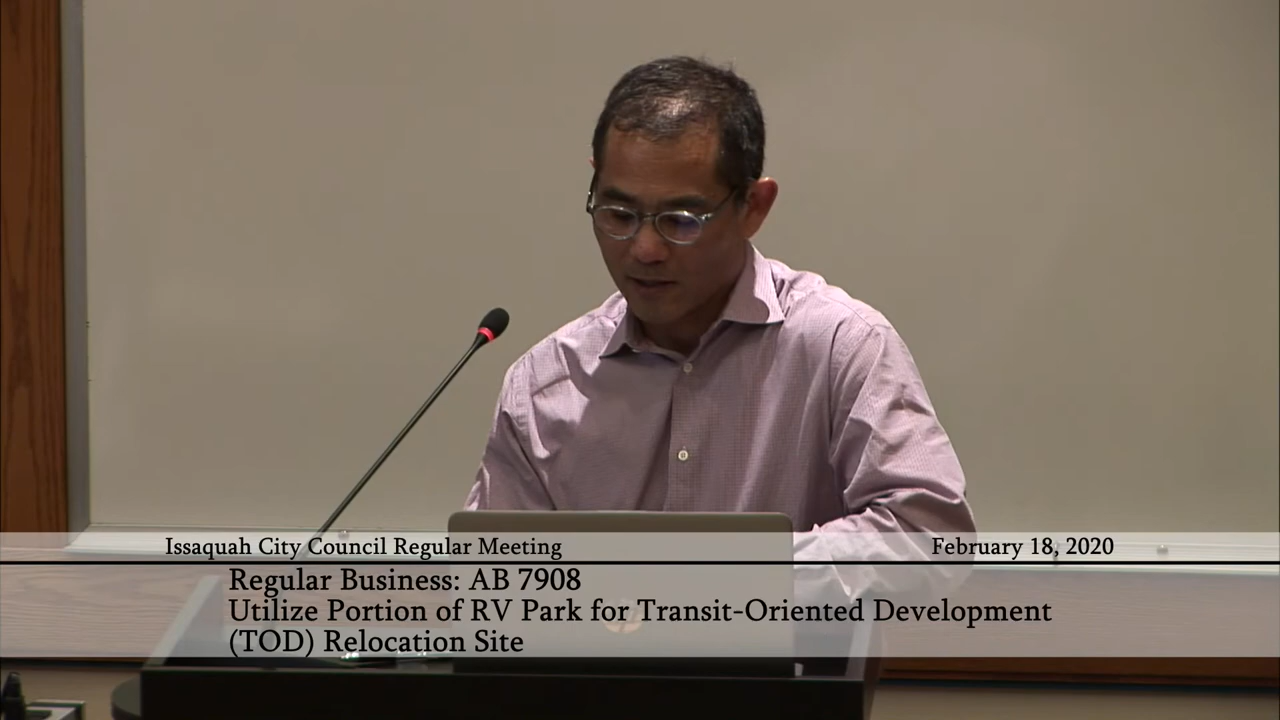 Issaquah City Council Regular Meeting
February 18, 2020
Regular Business: AB 7908
Utilize Portion of RV Park for Transit-Oriented Development
(TOD) Relocation Site